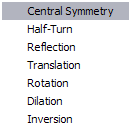 Central Symmetry
Half-Turn
Reflection
Translation
Rotation
Dilation
Inversion